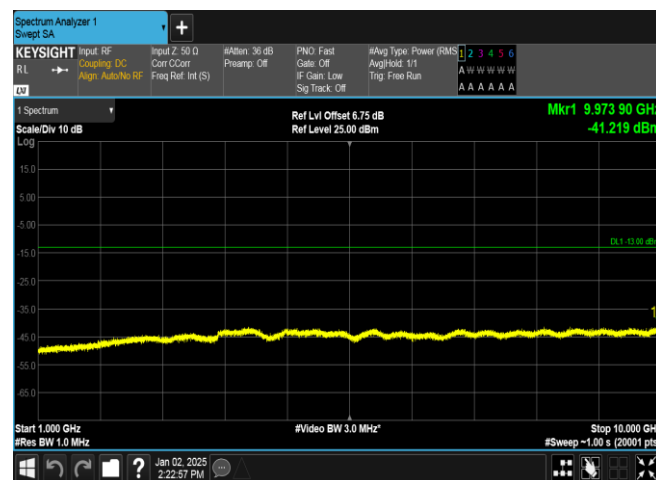 Spectrum Analyzer 1
Swept SA
+
KEYSIGHT
RL
LXI
Input: RF
Coupling: DC
Align: Auto/No RF
Input Z: 50 Ω
Corr CCorr
Freq Ref: Int (S)
#Atten: 36 dB
Preamp: Off
PNO: Fast
Gate: Off
IF Gain: Low
Sig Track: Off
#Avg Type: Power (RMS
Avg|Hold: 1/1
Trig: Free Run
1 2 3 4 5 6
A W W W W W
A A A A A A
1 Spectrum
Scale/Div 10 dB
Ref Lvl Offset 6.75 dB
Ref Level 25.00 dBm
Mkr1 9.973 90 GHz
-41.219 dBm
Log
15.0
5.00
-5.00
DL1 -13.00 dBm
-15.0
-25.0
-35.0
1
-45.0
-55.0
-65.0
Start 1.000 GHz
#Res BW 1.0 MHz
#Video BW 3.0 MHz*
Stop 10.000 GHz
#Sweep ~1.00 s (20001 pts
?
Jan 02, 2025
2:22:57 PM